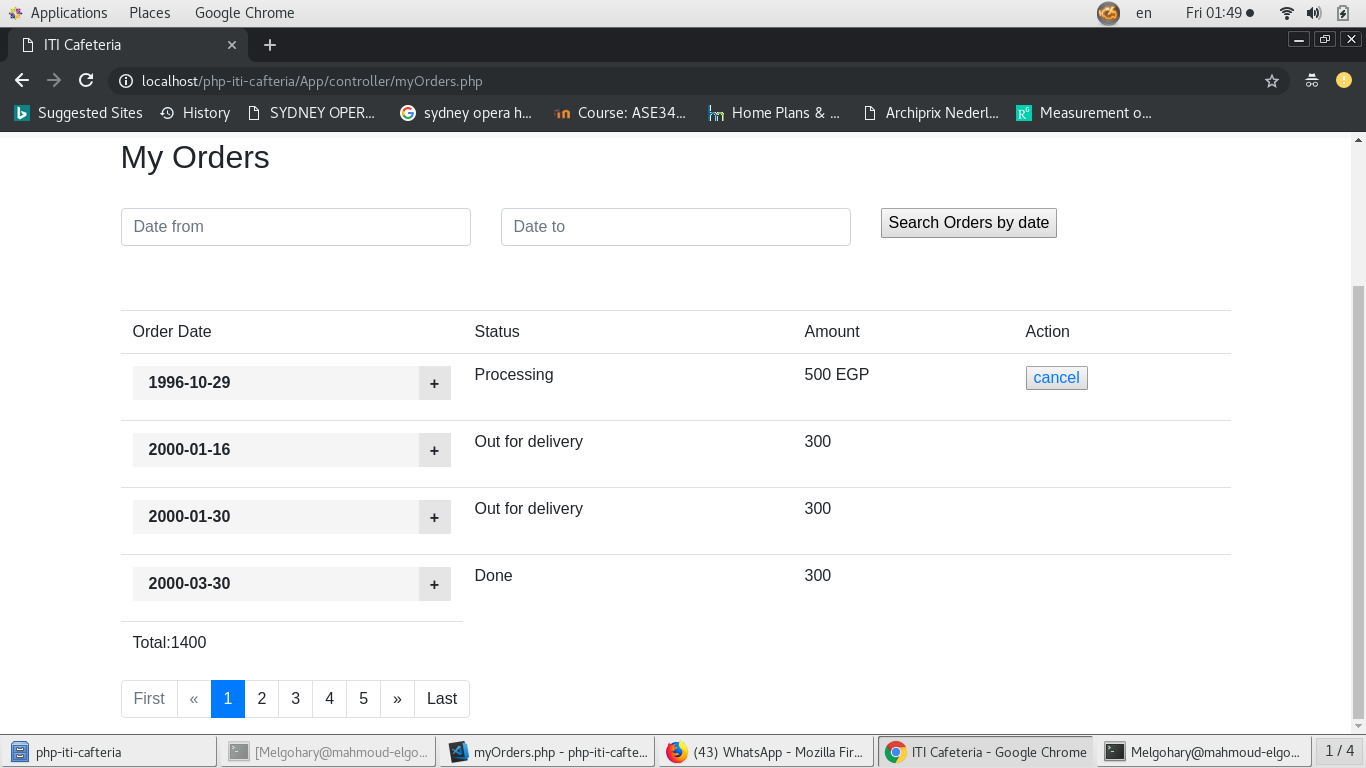 Applications Places Google Chrome en Fri 01:49
ITI Cafeteria
localhost/php-iti-cafteria/App/controller/myOrders.php
Suggested Sites History SYDNEY OPER... sydney opera h... Course: ASE34... Home Plans & ... Archiprix Nederl... Measurement o...
My Orders
Date from Date to Search Orders by date
Order Date Status Amount Action
1996-10-29 + Processing 500 EGP cancel
2000-01-16 + Out for delivery 300
2000-01-30 + Out for delivery 300
2000-03-30 + Done 300
Total:1400
First « 1 2 3 4 5 » Last
php-iti-cafteria [Melgohary@mahmoud-elgo... myOrders.php - php-iti-cafte... (43) WhatsApp - Mozilla Fir... ITI Cafeteria - Google Chrome Melgohary@mahmoud-elgo... 1 / 4